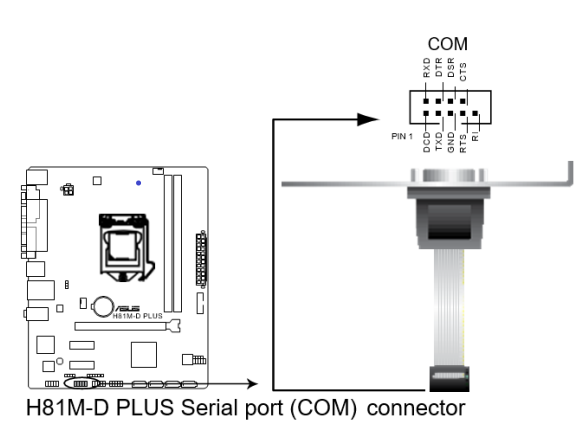 COM
RXD
DTR
DSR
CTS
PIN 1
DCD
TXD
GND
RTS
RI
ASUS
H81M-D PLUS
H81M-D PLUS Serial port (COM) connector